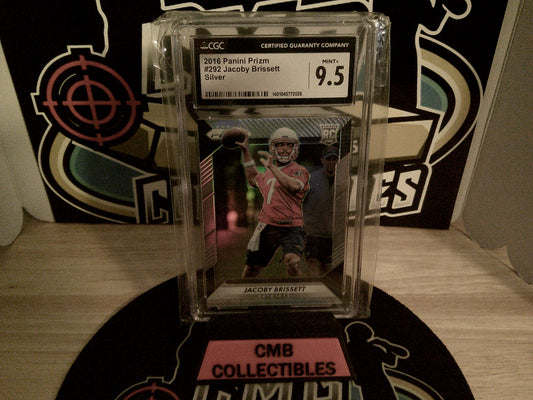 CGC
CERTIFIED GUARANTY COMPANY
2016 Panini Prizm
#292 Jacoby Brissett
Silver
MINT+
9.5
RC
7
JACOBY BRISSETT
CMB
COLLECTIBLES